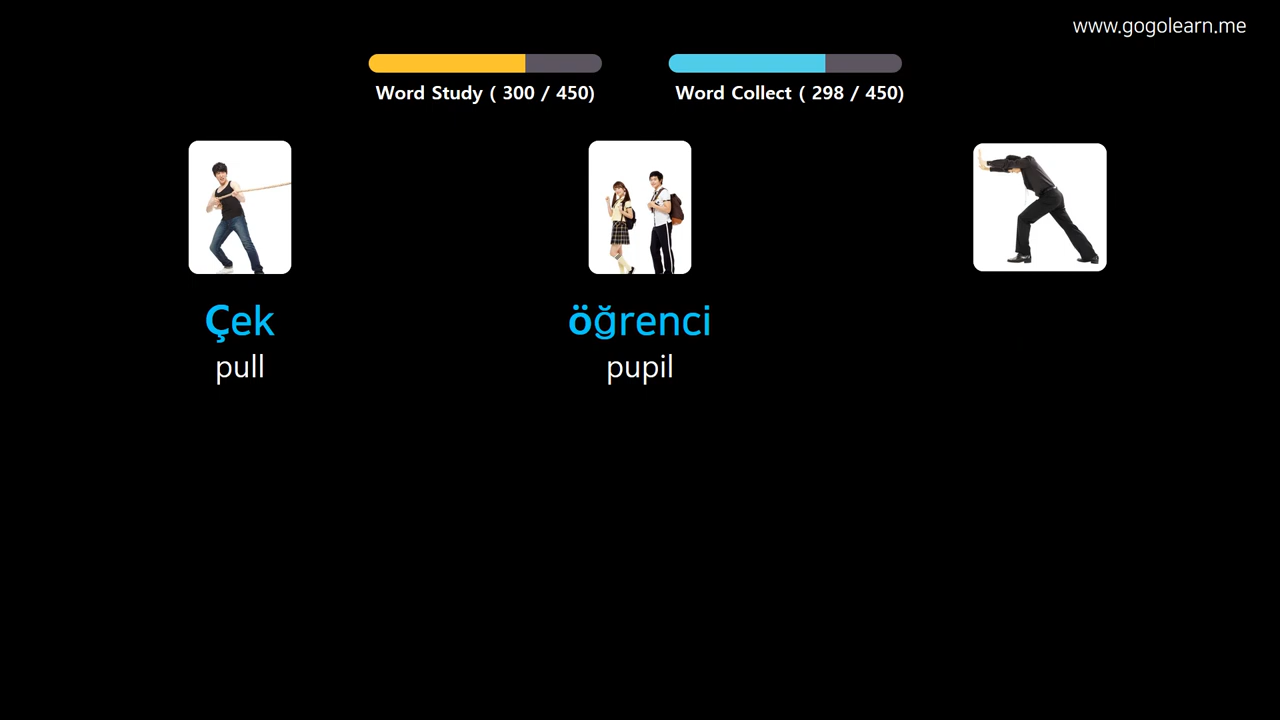 www.gogolearn.me
Word Study ( 300 / 450)
Word Collect ( 298 / 450)
Çek
pull
öğrenci
pupil